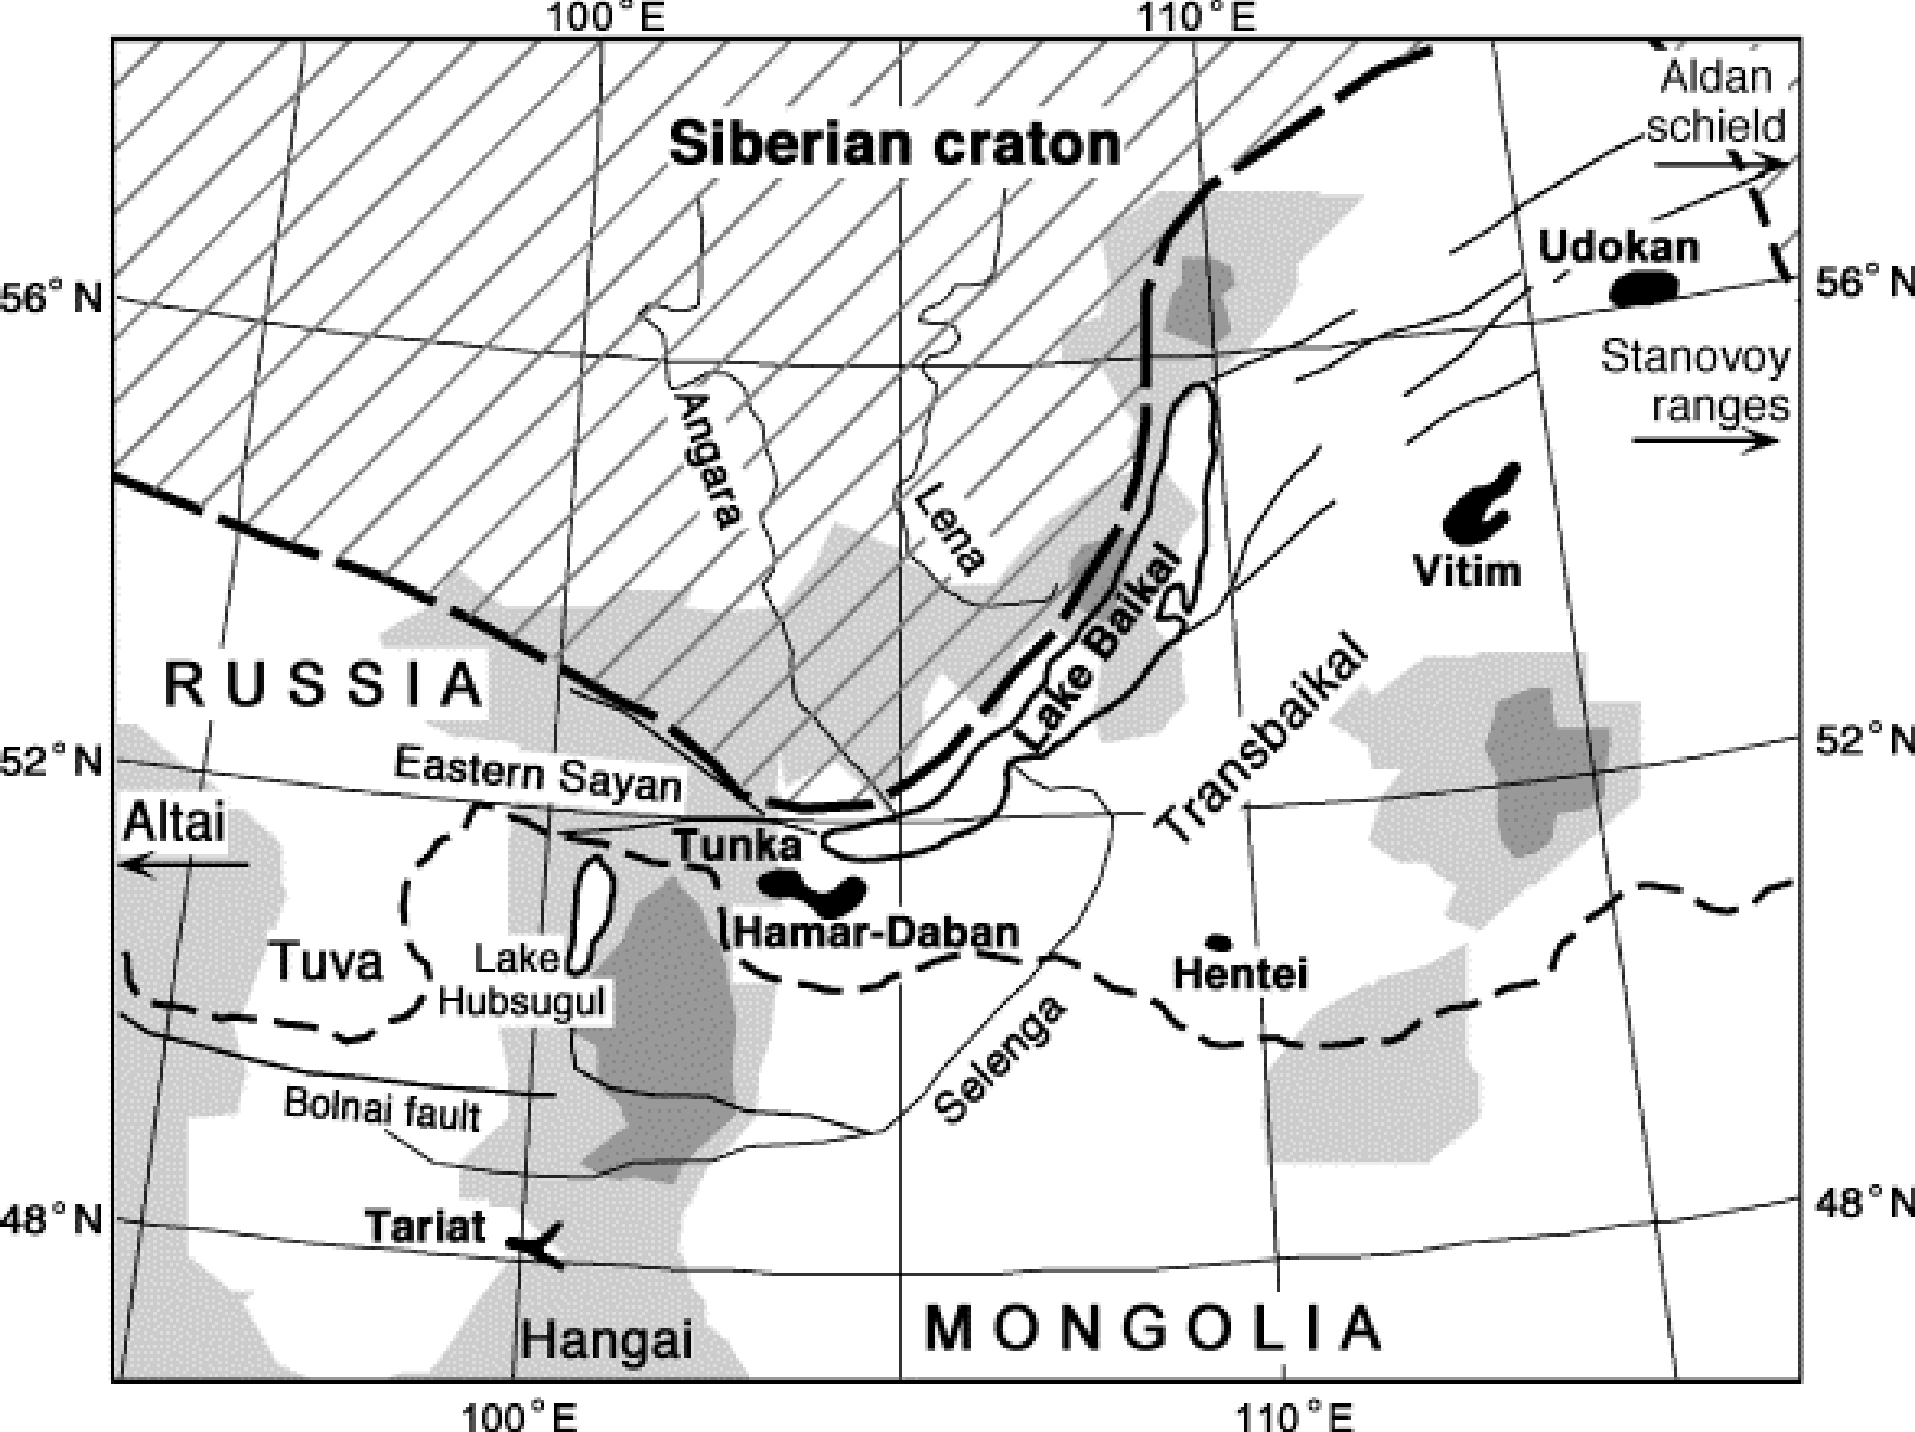 100°E
110°E
Aldan
schield
Siberian craton
Udokan
56°N
56°N
Stanovoy
ranges
Angara
Lena
Vitim
Lake Baikal
RUSSIA
Transbaikal
52°N
52°N
Eastern Sayan
Altai
Tunka
Hamar-Daban
Tuva
Lake
Hubsugul
Hentei
Selenga
Bolnai fault
48°N
48°N
Tariat
Hangai
MONGOLIA
100°E
110°E